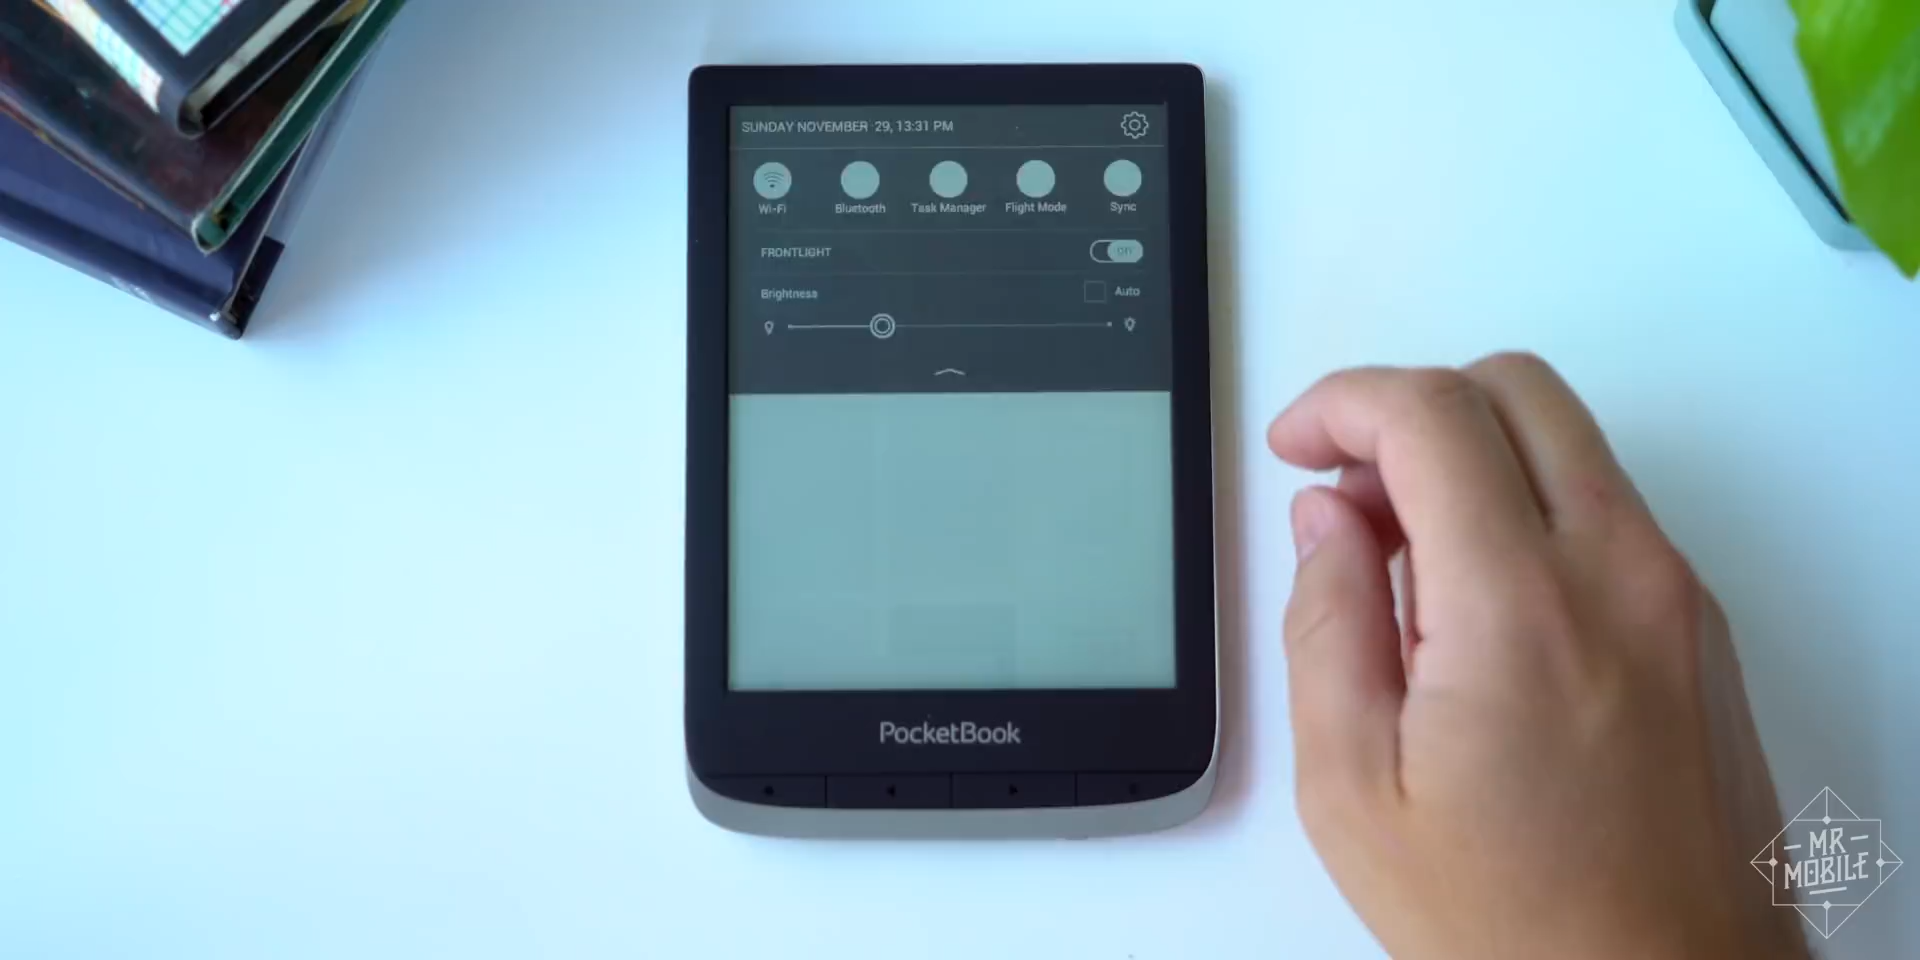 SUNDAY NOVEMBER 29, 13:31 PM
Wi-Fi Bluetooth Task Manager Flight Mode Sync
FRONTLIGHT on
Brightness Auto
PocketBook
MR
MOBILE